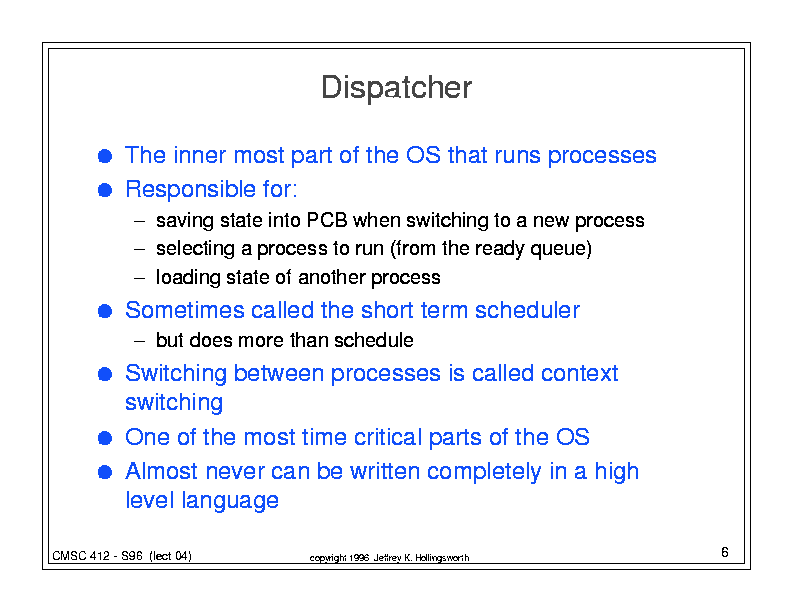 Dispatcher
● The inner most part of the OS that runs processes
● Responsible for:
– saving state into PCB when switching to a new process
– selecting a process to run (from the ready queue)
– loading state of another process
● Sometimes called the short term scheduler
– but does more than schedule
● Switching between processes is called context
switching
● One of the most time critical parts of the OS
● Almost never can be written completely in a high
level language
CMSC 412 - S96 (lect 04)
copyright 1996 Jeffrey K. Hollingsworth
6